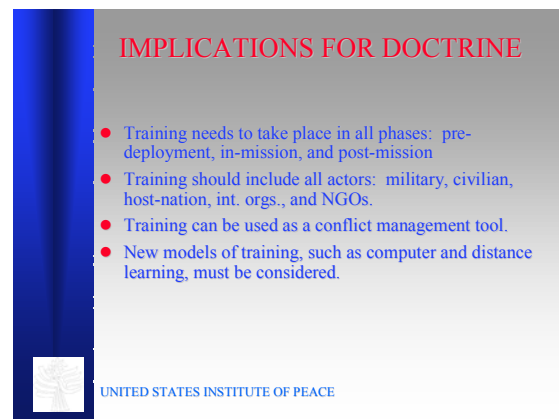 IMPLICATIONS FOR DOCTRINE
● Training needs to take place in all phases: pre-
deployment, in-mission, and post-mission
● Training should include all actors: military, civilian,
host-nation, int. orgs., and NGOs.
● Training can be used as a conflict management tool.
● New models of training, such as computer and distance
learning, must be considered.
UNITED STATES INSTITUTE OF PEACE